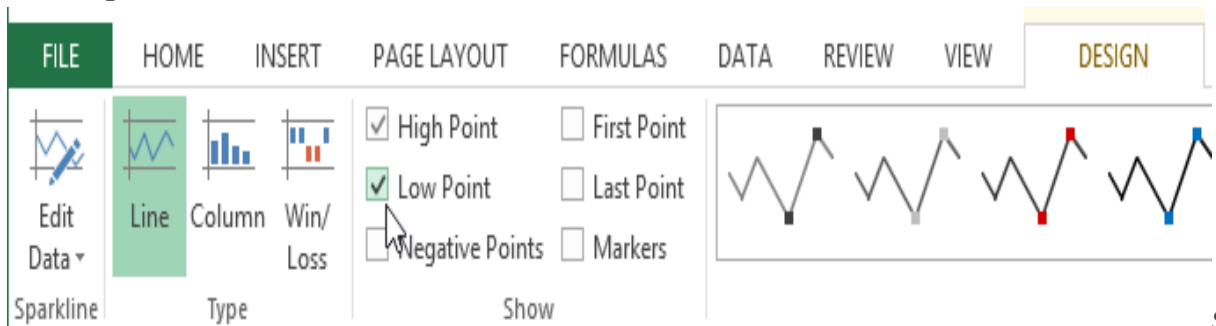 FILE HOME INSERT PAGE LAYOUT FORMULAS DATA REVIEW VIEW DESIGN
High Point First Point
Low Point Last Point
Edit Line Column Win/
Negative Points Markers
Data Loss
Sparkline Type Show